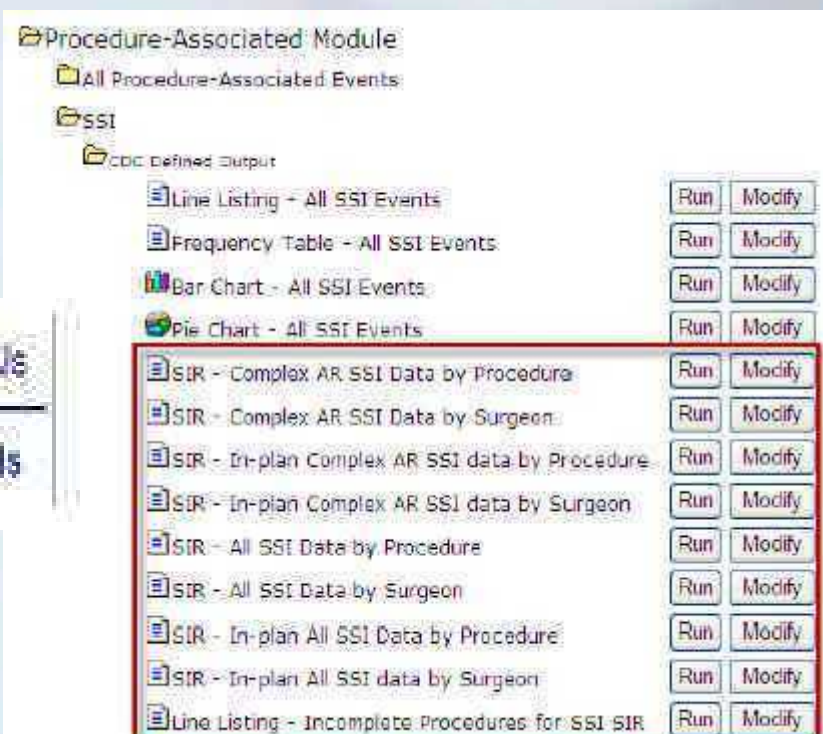 Procedure-Associated Module
All Procedure-Associated Events
SSI
CDC Defined Output
Line Listing - All SSI Events Run Modify
Frequency Table - All SSI Events Run Modify
Bar Chart - All SSI Events Run Modify
Pie Chart - All SSI Events Run Modify
SIR - Complex AR SSI Data by Procedure Run Modify
SIR - Complex AR SSI Data by Surgeon Run Modify
SIR - In-plan Complex AR SSI data by Procedure Run Modify
SIR - In-plan Complex AR SSI data by Surgeon Run Modify
SIR - All SSI Data by Procedure Run Modify
SIR - All SSI Data by Surgeon Run Modify
SIR - In-plan All SSI Data by Procedure Run Modify
SIR - In-plan All SSI data by Surgeon Run Modify
Line Listing - Incomplete Procedures for SSI SIR Run Modify